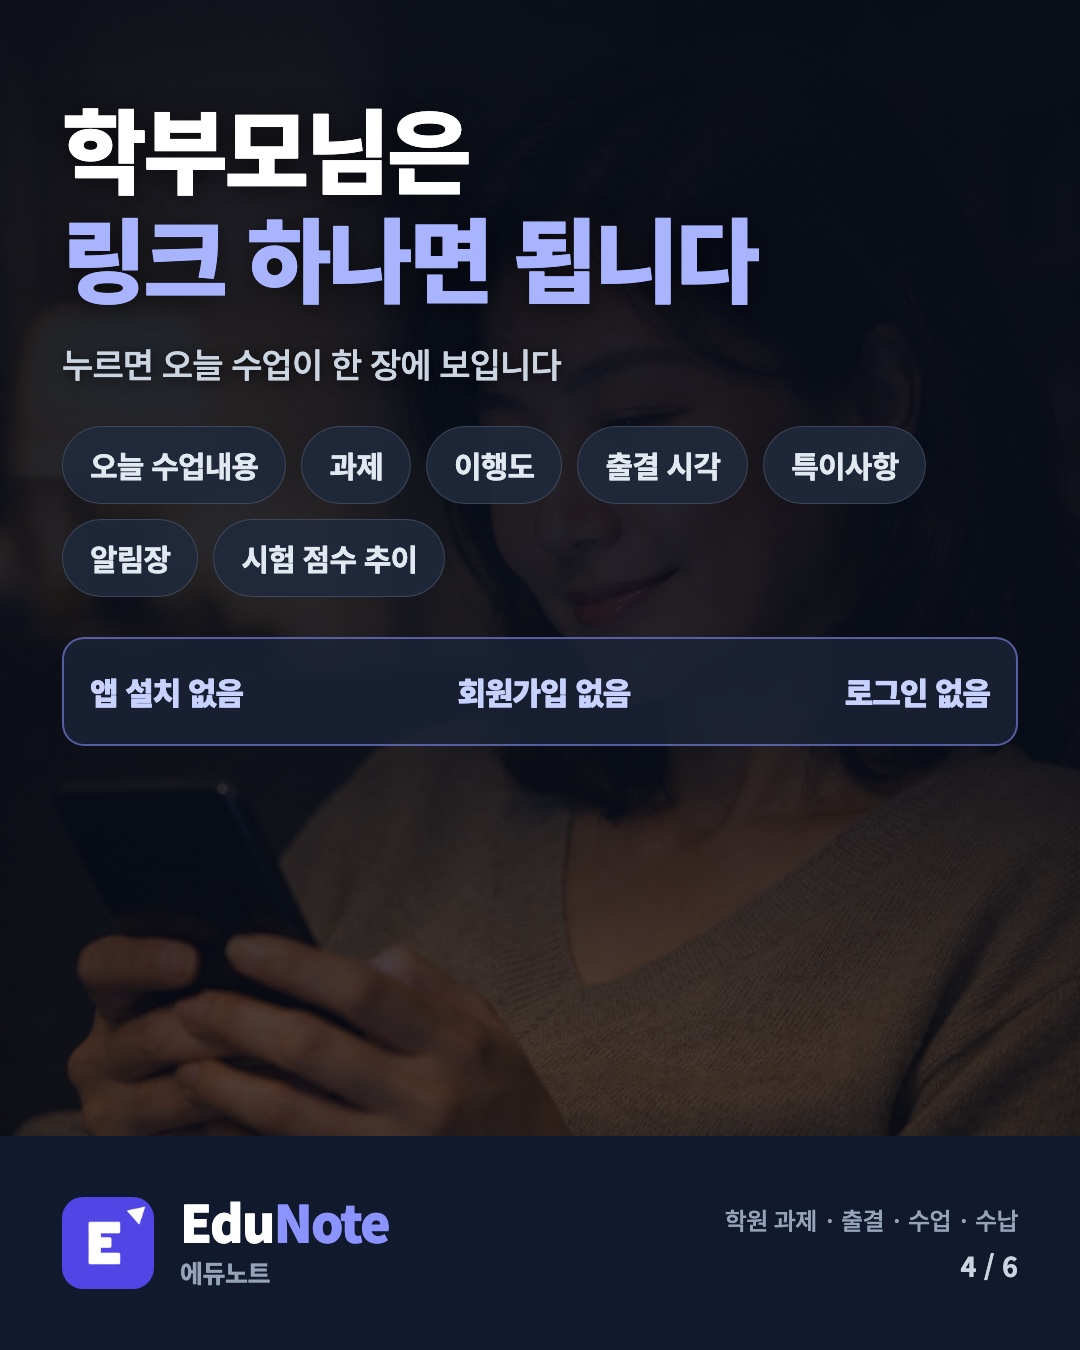 학부모님은
링크 하나면 됩니다
누르면 오늘 수업이 한 장에 보입니다
오늘 수업내용 과제 이행도 출결 시각 특이사항
알림장 시험 점수 추이
앱 설치 없음 회원가입 없음 로그인 없음
E EduNote
에듀노트
학원 과제 · 출결 · 수업 · 수납
4 / 6